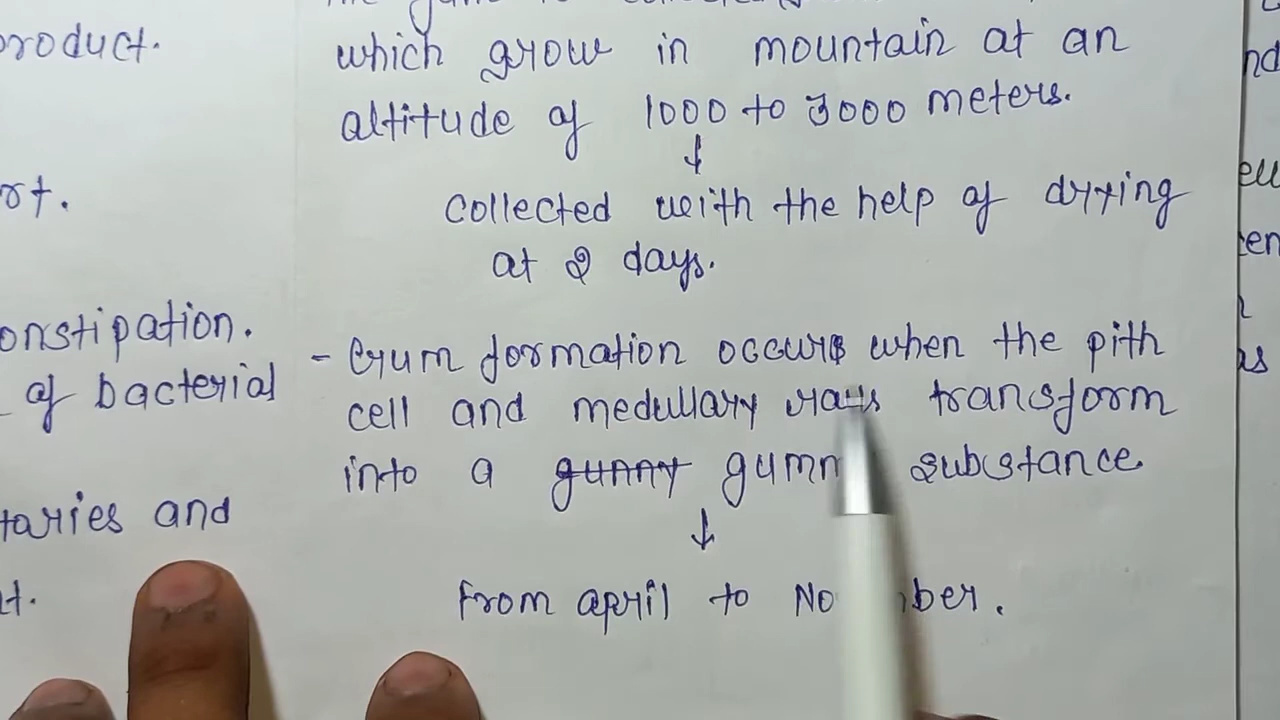 product.
rt.
onstipation.
of bacterial
taries and
t.
which grow in mountain at an
altitude of 1000 to 3000 meters.
↓
collected with the help of drying
at 2 days.
- Gum formation occurs when the pith
cell and medullary rays transform
into a gunny gumm substance
↓
from april to No ber.
nd